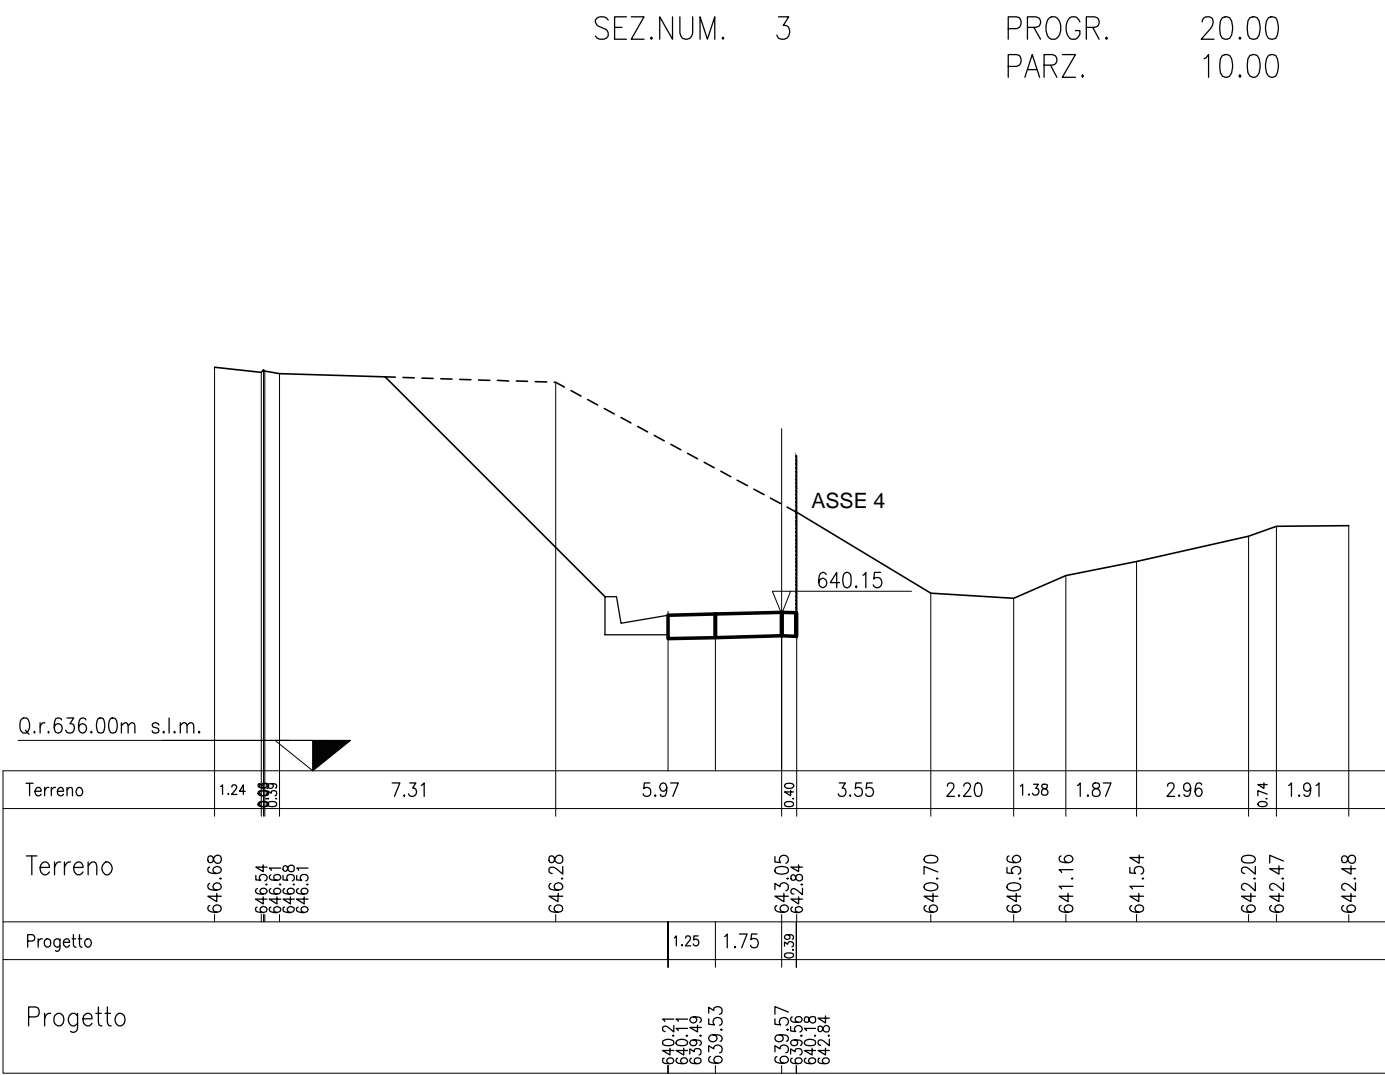 SEZ.NUM. 3 PROGR. 20.00
PARZ. 10.00
ASSE 4
640.15
Q.r.636.00m s.l.m.
Terreno 1.24 0.39 7.31 5.97 0.40 3.55 2.20 1.38 1.87 2.96 0.74 1.91
Terreno 646.68 646.54 646.61 646.58 646.51 646.28 643.05 642.84 640.70 640.56 641.16 641.54 642.20 642.47 642.48
Progetto 1.25 1.75 0.39
Progetto 640.21 640.11 639.49 639.53 639.57 639.56 640.18 642.84